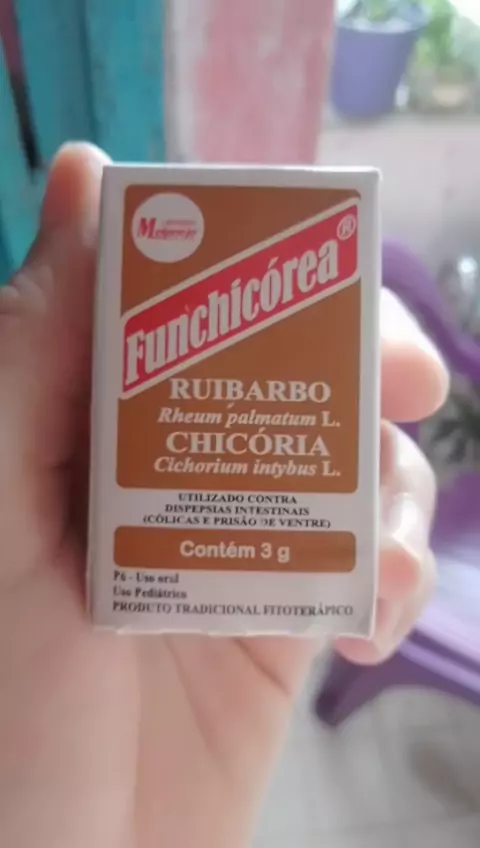 Melpoejo
Funchicórea®
RUIBARBO
Rheum palmatum L.
CHICÓRIA
Cichorium intybus L.
UTILIZADO CONTRA
DISPEPSIAS INTESTINAIS
(CÓLICAS E PRISÃO DE VENTRE)
Contém 3 g
Pó - Uso oral
Uso Pediátrico
PRODUTO TRADICIONAL FITOTERÁPICO